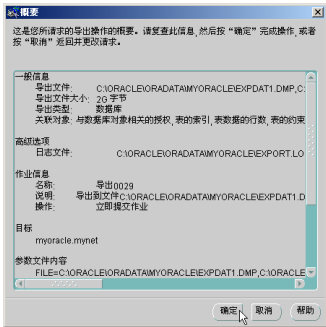 概要
这是您所请求的导出操作的概要。请复查此信息,然后按“确定”完成操作,或者
按“取消”返回并更改请求。
一般信息
导出文件: C:\ORACLE\ORADATA\MYORACLE\EXPDAT1.DMP,C:
导出文件大小: 2G 字节
导出类型: 数据库
关联对象: 与数据库对象相关的授权,表的索引,表数据的行数,表的约束
高级选项
日志文件: C:\ORACLE\ORADATA\MYORACLE\EXPORT.LO
作业信息
名称: 导出0029
说明: 导出到文件C:\ORACLE\ORADATA\MYORACLE\EXPDAT1.D
操作: 立即提交作业
目标
myoracle.mynet
参数文件内容
FILE=C:\ORACLE\ORADATA\MYORACLE\EXPDAT1.DMP,C:\ORACLE
确定 取消 帮助